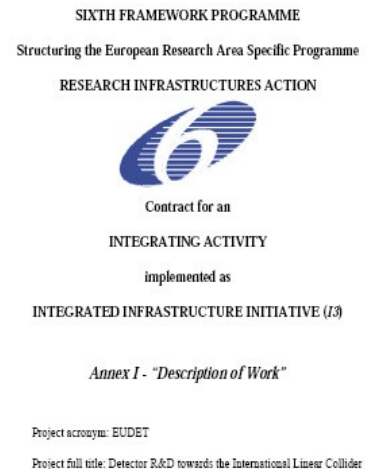 SIXTH FRAMEWORK PROGRAMME
Structuring the European Research Area Specific Programme
RESEARCH INFRASTRUCTURES ACTION
6
Contract for an
INTEGRATING ACTIVITY
implemented as
INTEGRATED INFRASTRUCTURE INITIATIVE (I3)
Annex I - “Description of Work”
Project acronym: EUDET
Project full title: Detector R&D towards the International Linear Collider